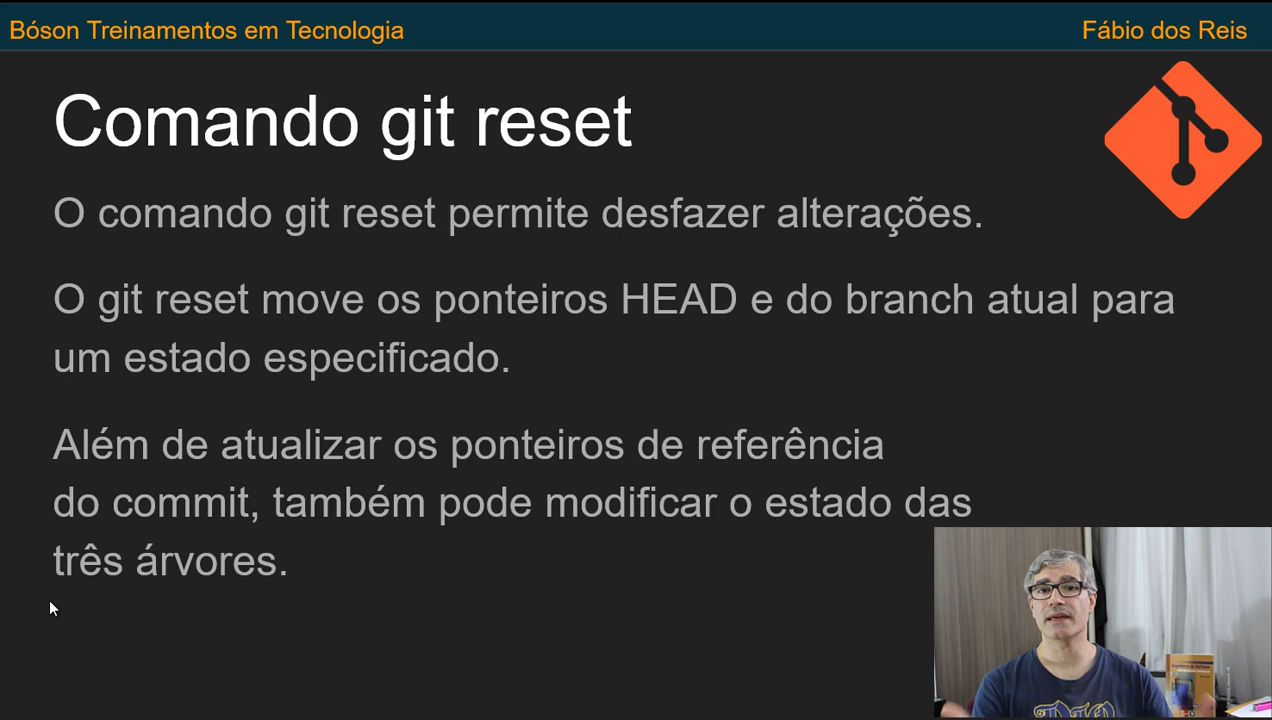 Bóson Treinamentos em Tecnologia
Fábio dos Reis
Comando git reset
O comando git reset permite desfazer alterações.
O git reset move os ponteiros HEAD e do branch atual para
um estado especificado.
Além de atualizar os ponteiros de referência
do commit, também pode modificar o estado das
três árvores.